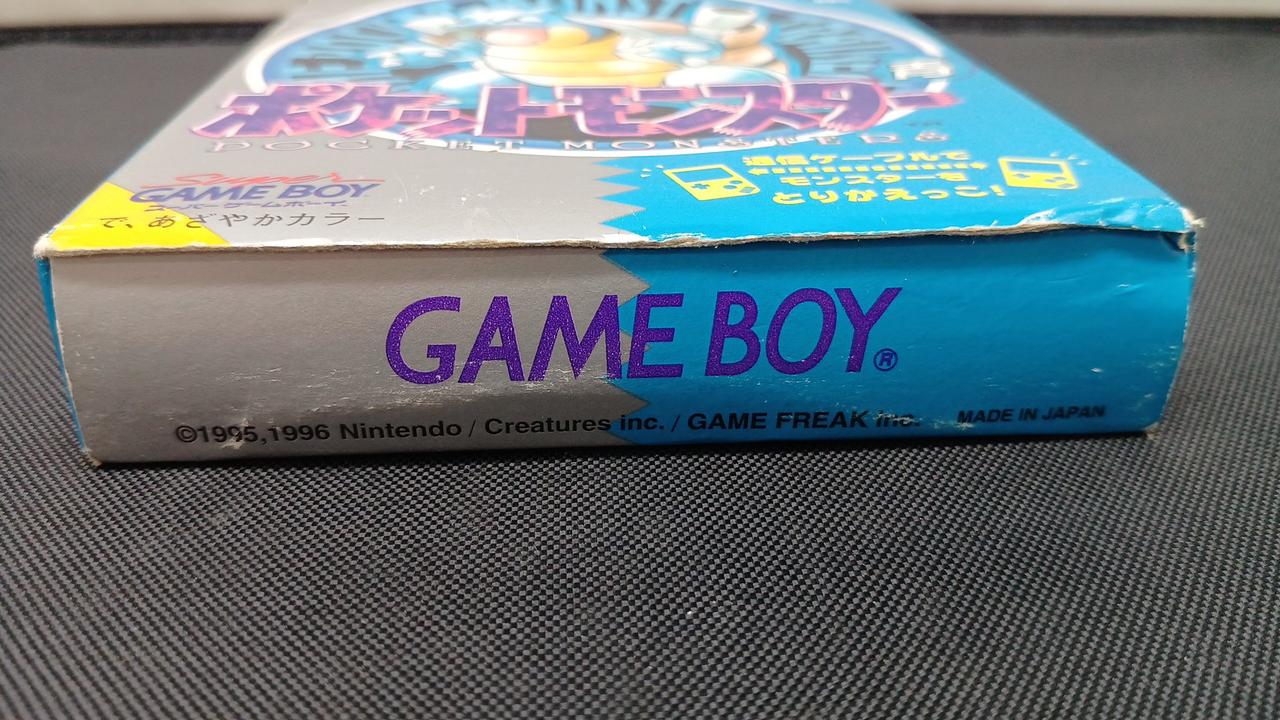 青
ポケットモンスター
POCKET MONSTERS
通信ケーブルで
モンスターを
とりかえっこ!
Super
GAME BOY
スーパーゲームボーイ
で、あざやかカラー
GAME BOY®
©1995,1996 Nintendo / Creatures inc. / GAME FREAK inc. MADE IN JAPAN